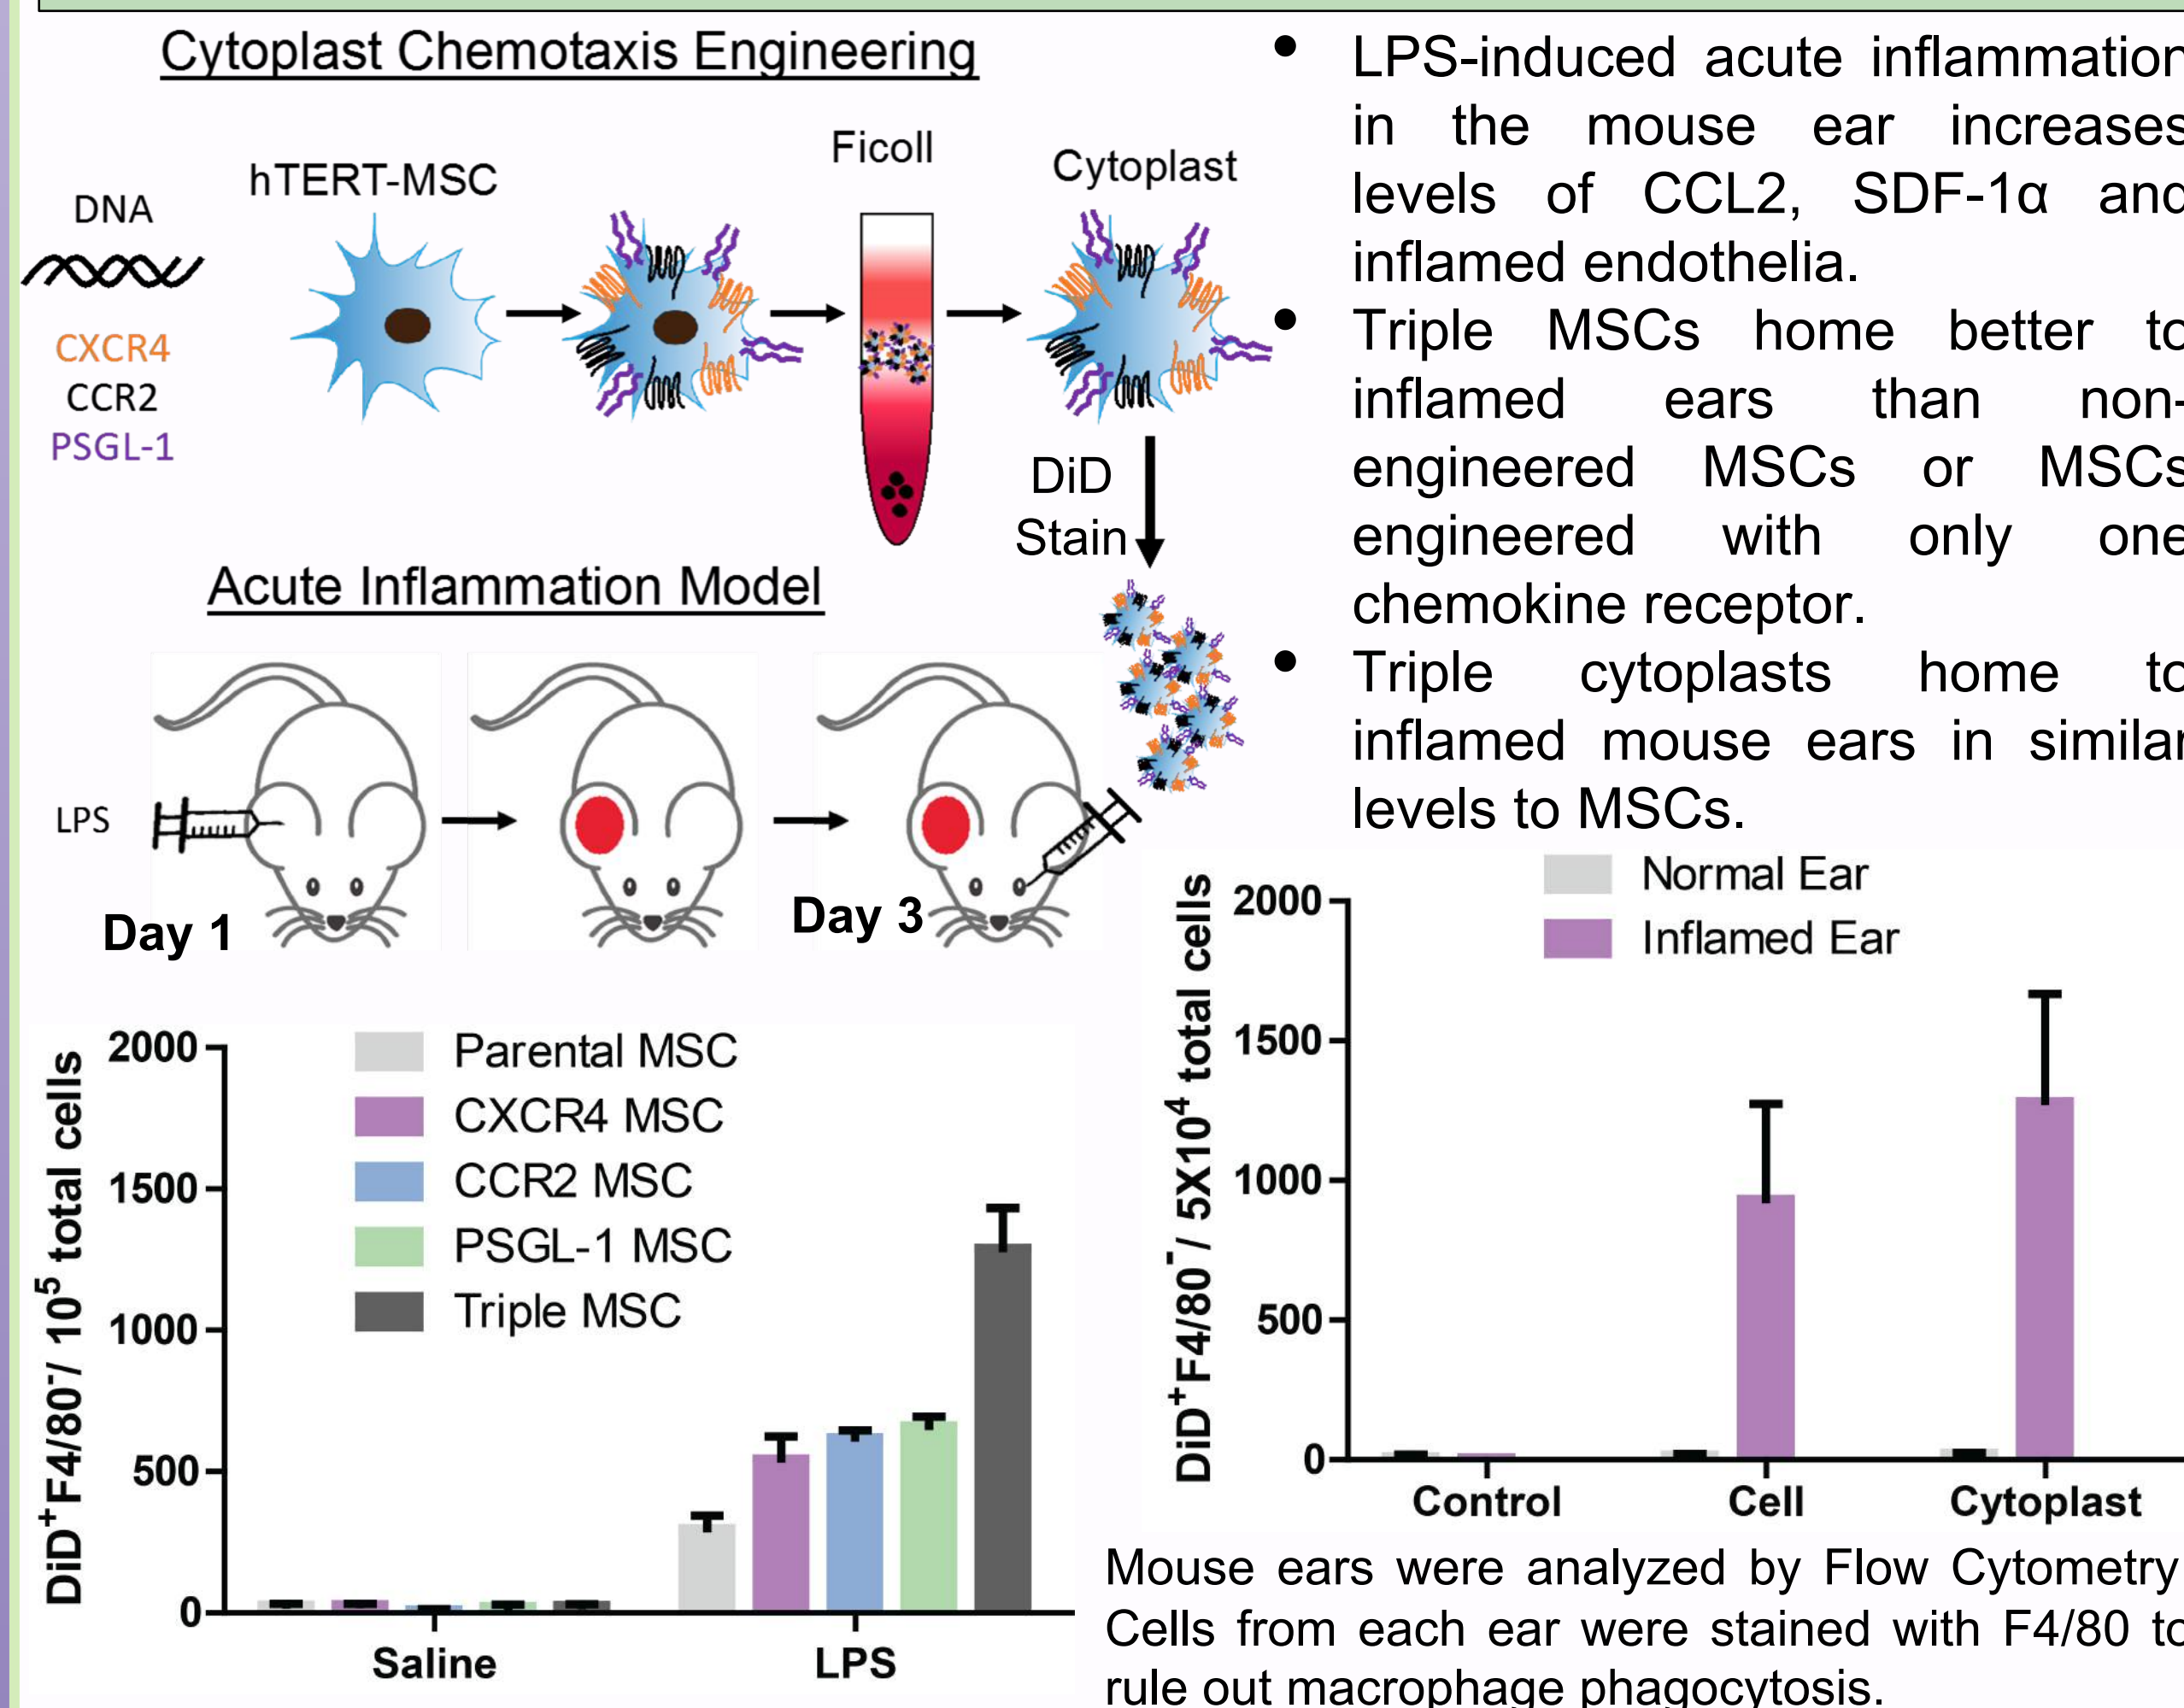 Cytoplast Chemotaxis Engineering
DNA
CXCR4
CCR2
PSGL-1
hTERT-MSC
Ficoll
Cytoplast
DiD
Stain
Acute Inflammation Model
LPS
Day 1
Day 3
• LPS-induced acute inflammation
in the mouse ear increases
levels of CCL2, SDF-1α and
inflamed endothelia.
• Triple MSCs home better to
inflamed ears than non-
engineered MSCs or MSCs
engineered with only one
chemokine receptor.
• Triple cytoplasts home to
inflamed mouse ears in similar
levels to MSCs.
DiD⁺F4/80⁻/ 10⁵ total cells
2000
1500
1000
500
0
Parental MSC
CXCR4 MSC
CCR2 MSC
PSGL-1 MSC
Triple MSC
Saline
LPS
DiD⁺F4/80⁻/ 5X10⁴ total cells
2000
1500
1000
500
0
Normal Ear
Inflamed Ear
Control
Cell
Cytoplast
Mouse ears were analyzed by Flow Cytometry
Cells from each ear were stained with F4/80 to
rule out macrophage phagocytosis.